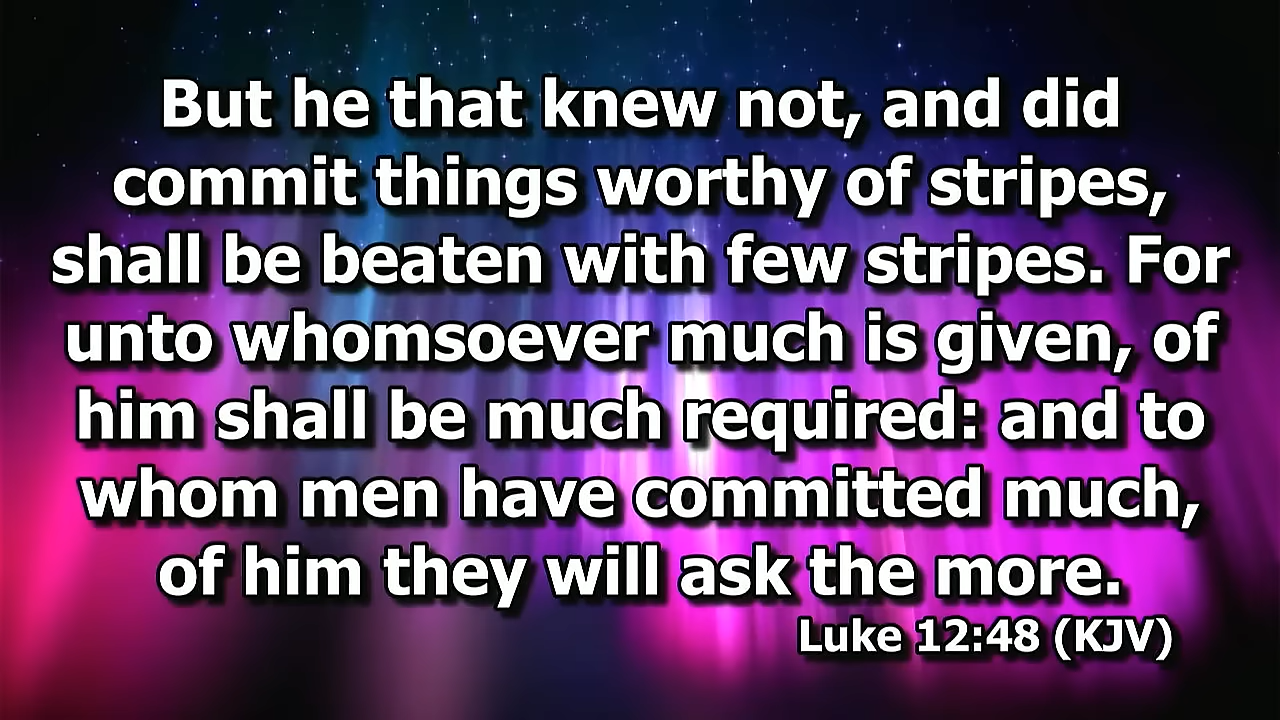 But he that knew not, and did
commit things worthy of stripes,
shall be beaten with few stripes. For
unto whomsoever much is given, of
him shall be much required: and to
whom men have committed much,
of him they will ask the more.
Luke 12:48 (KJV)